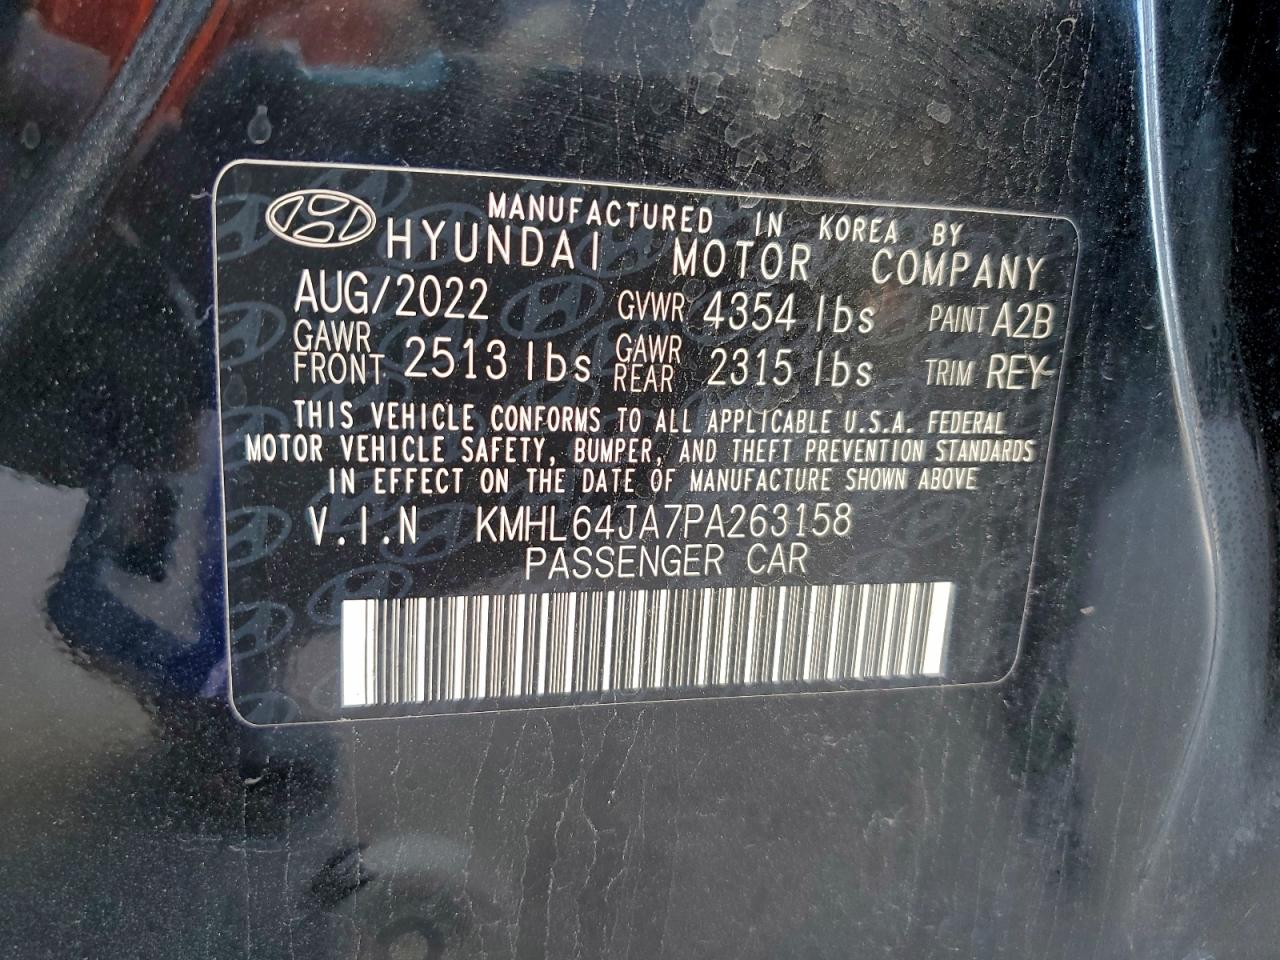 MANUFACTURED IN KOREA BY
HYUNDAI MOTOR COMPANY
AUG/2022 GVWR 4354 lbs PAINT A2B
GAWR FRONT 2513 lbs GAWR REAR 2315 lbs TRIM REY-
THIS VEHICLE CONFORMS TO ALL APPLICABLE U.S.A. FEDERAL
MOTOR VEHICLE SAFETY, BUMPER, AND THEFT PREVENTION STANDARDS
IN EFFECT ON THE DATE OF MANUFACTURE SHOWN ABOVE
V.I.N KMHL64JA7PA263158
PASSENGER CAR